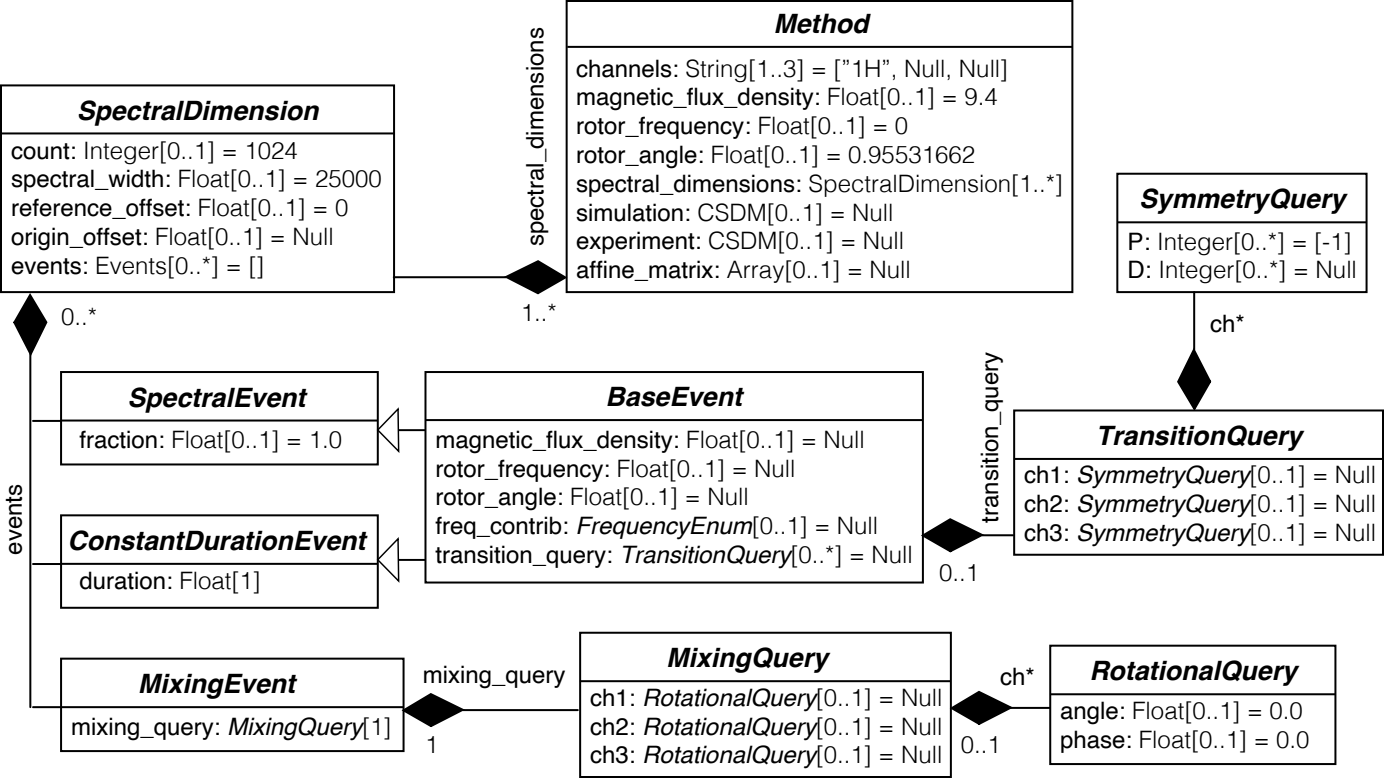 Method
channels: String[1..3] = ["1H", Null, Null]
magnetic_flux_density: Float[0..1] = 9.4
rotor_frequency: Float[0..1] = 0
rotor_angle: Float[0..1] = 0.95531662
spectral_dimensions: SpectralDimension[1..*]
simulation: CSDM[0..1] = Null
experiment: CSDM[0..1] = Null
affine_matrix: Array[0..1] = Null
spectral_dimensions
1..*
SpectralDimension
count: Integer[0..1] = 1024
spectral_width: Float[0..1] = 25000
reference_offset: Float[0..1] = 0
origin_offset: Float[0..1] = Null
events: Events[0..*] = []
0..*
events
SymmetryQuery
P: Integer[0..*] = [-1]
D: Integer[0..*] = Null
ch*
SpectralEvent
fraction: Float[0..1] = 1.0
BaseEvent
magnetic_flux_density: Float[0..1] = Null
rotor_frequency: Float[0..1] = Null
rotor_angle: Float[0..1] = Null
freq_contrib: FrequencyEnum[0..1] = Null
transition_query: TransitionQuery[0..*] = Null
transition_query
0..1
TransitionQuery
ch1: SymmetryQuery[0..1] = Null
ch2: SymmetryQuery[0..1] = Null
ch3: SymmetryQuery[0..1] = Null
ConstantDurationEvent
duration: Float[1]
MixingEvent
mixing_query: MixingQuery[1]
mixing_query
1
MixingQuery
ch1: RotationalQuery[0..1] = Null
ch2: RotationalQuery[0..1] = Null
ch3: RotationalQuery[0..1] = Null
ch*
0..1
RotationalQuery
angle: Float[0..1] = 0.0
phase: Float[0..1] = 0.0